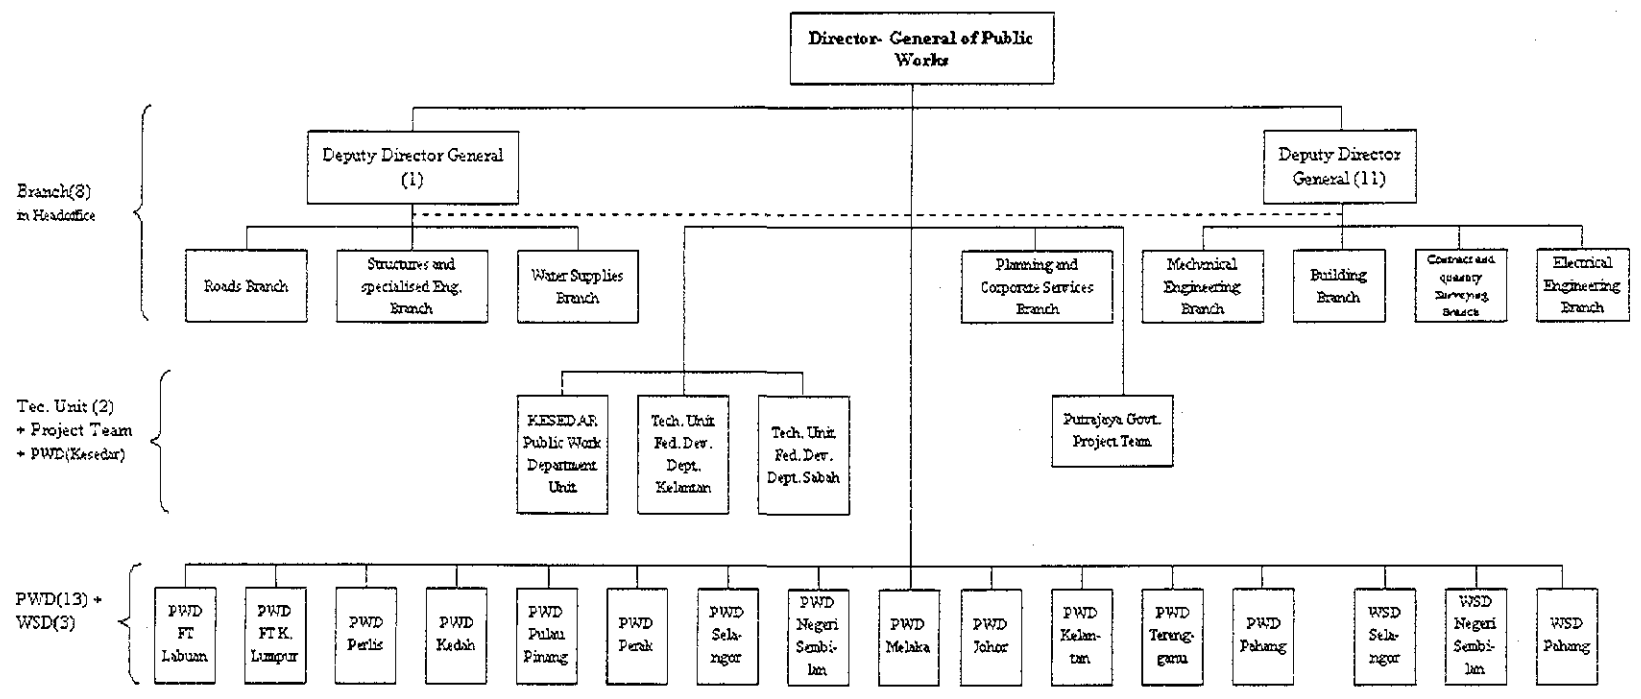 Director- General of Public
Works
Deputy Director General
(1)
Deputy Director
General (11)
Branch(8)
in Headoffice
Roads Branch
Structures and
specialised Eng.
Branch
Water Supplies
Branch
Planning and
Corporate Services
Branch
Mechanical
Engineering
Branch
Building
Branch
Contract and
quantity
Surveying
Branch
Electrical
Engineering
Branch
Tec. Unit (2)
+ Project Team
+ PWD(Kesedar)
KESEDAR
Public Work
Department
Unit
Tech. Unit
Fed. Dev.
Dept.
Kelantan
Tech. Unit
Fed. Dev.
Dept. Sabah
Putrajaya Govt.
Project Team
PWD(13) +
WSD(3)
PWD
FT
Labuan
PWD
FT K.
Lumpur
PWD
Perlis
PWD
Kedah
PWD
Pulau
Pinang
PWD
Perak
PWD
Sela-
ngor
PWD
Negeri
Sembi-
lan
PWD
Melaka
PWD
Johor
PWD
Kelan-
tan
PWD
Tereng-
ganu
PWD
Pahang
WSD
Sela-
ngor
WSD
Negeri
Sembi-
lan
WSD
Pahang